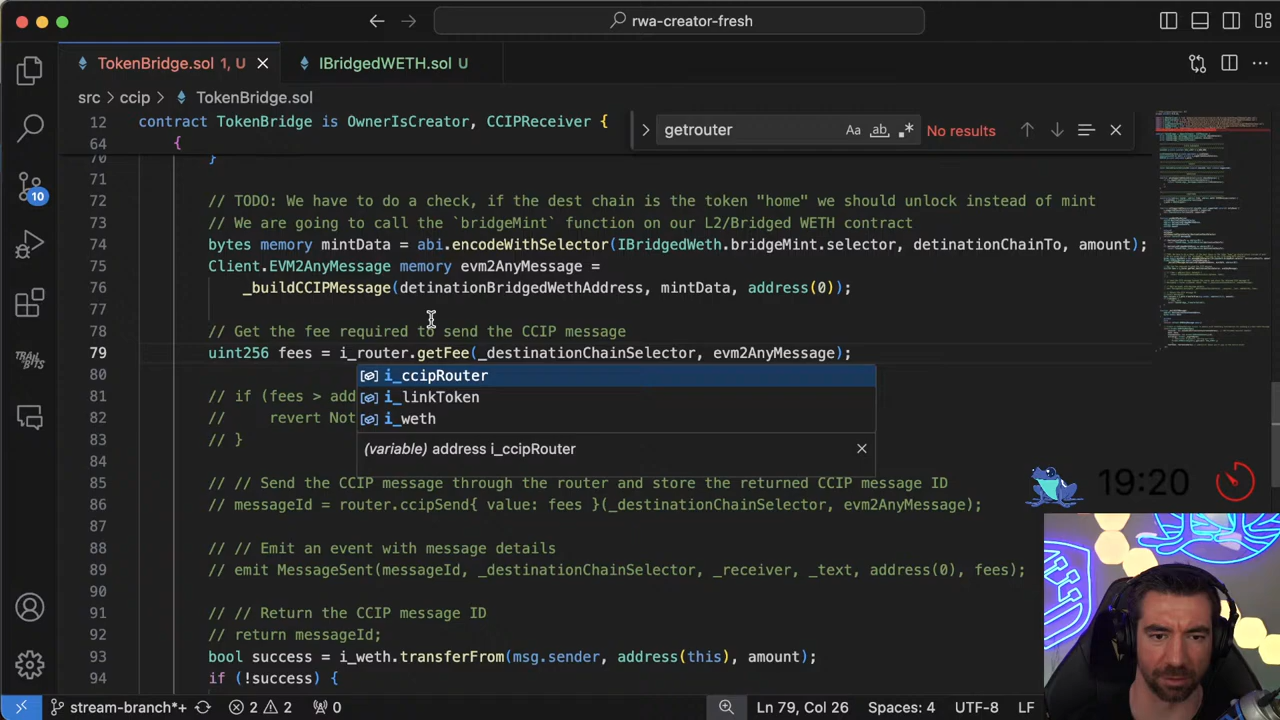 rwa-creator-fresh
TokenBridge.sol 1, U
IBridgedWETH.sol U
src > ccip > TokenBridge.sol
getrouter
Aa
ab
No results
12 contract TokenBridge is OwnerIsCreator, CCIPReceiver {
64 {
70 }
71
72 // TODO: We have to do a check, if the dest chain is the token "home" we should unlock instead of mint
73 // We are going to call the `bridgeMint` function on our L2/Bridged WETH contract
74 bytes memory mintData = abi.encodeWithSelector(IBridgedWeth.bridgeMint.selector, detinationChainTo, amount);
75 Client.EVM2AnyMessage memory evm2AnyMessage =
76 _buildCCIPMessage(detinationBridgedWethAddress, mintData, address(0));
77
78 // Get the fee required to send the CCIP message
79 uint256 fees = i_router.getFee(_destinationChainSelector, evm2AnyMessage);
80
i_ccipRouter
i_linkToken
i_weth
(variable) address i_ccipRouter
81 // if (fees > add
82 // revert Not
83 // }
84
85 // // Send the CCIP message through the router and store the returned CCIP message ID
86 // messageId = router.ccipSend{ value: fees }(_destinationChainSelector, evm2AnyMessage);
87
88 // // Emit an event with message details
89 // emit MessageSent(messageId, _destinationChainSelector, _receiver, _text, address(0), fees);
90
91 // // Return the CCIP message ID
92 // return messageId;
93 bool success = i_weth.transferFrom(msg.sender, address(this), amount);
94 if (!success) {
10
TRAILS
OF BITS
19:20
stream-branch*+
2
2
0
Ln 79, Col 26
Spaces: 4
UTF-8
LF